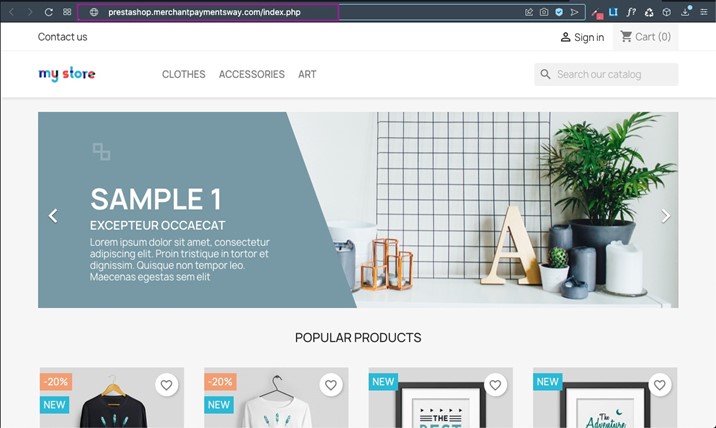 prestashop.merchantpaymentsway.com/index.php
Contact us
Sign in
Cart (0)
my store
CLOTHES ACCESSORIES ART
Search our catalog
SAMPLE 1
EXCEPTEUR OCCAECAT
Lorem ipsum dolor sit amet, consectetur
adipiscing elit. Proin tristique in tortor et
dignissim. Quisque non tempor leo.
Maecenas egestas sem elit
A
POPULAR PRODUCTS
-20%
NEW
-20%
NEW
THE
BEST
NEW
The
Adventure